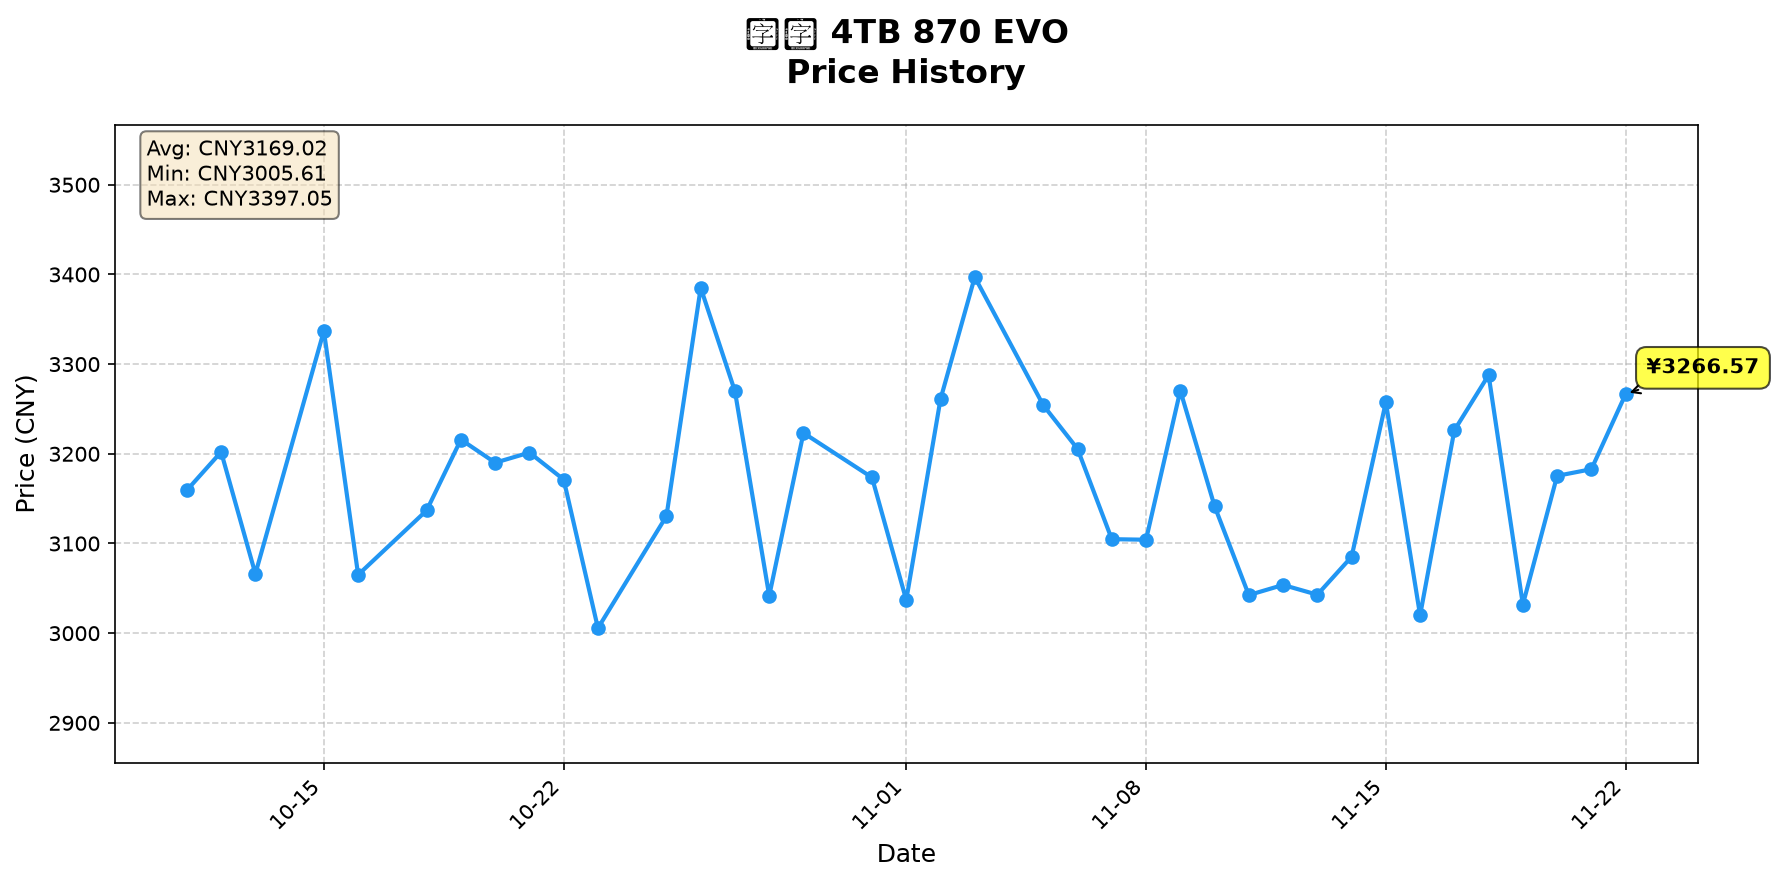 4TB 870 EVO
Price History
Avg: CNY3169.02
Min: CNY3005.61
Max: CNY3397.05
3500
3400
3300
3200
3100
3000
2900
Price (CNY)
¥3266.57
10-15
10-22
11-01
11-08
11-15
11-22
Date